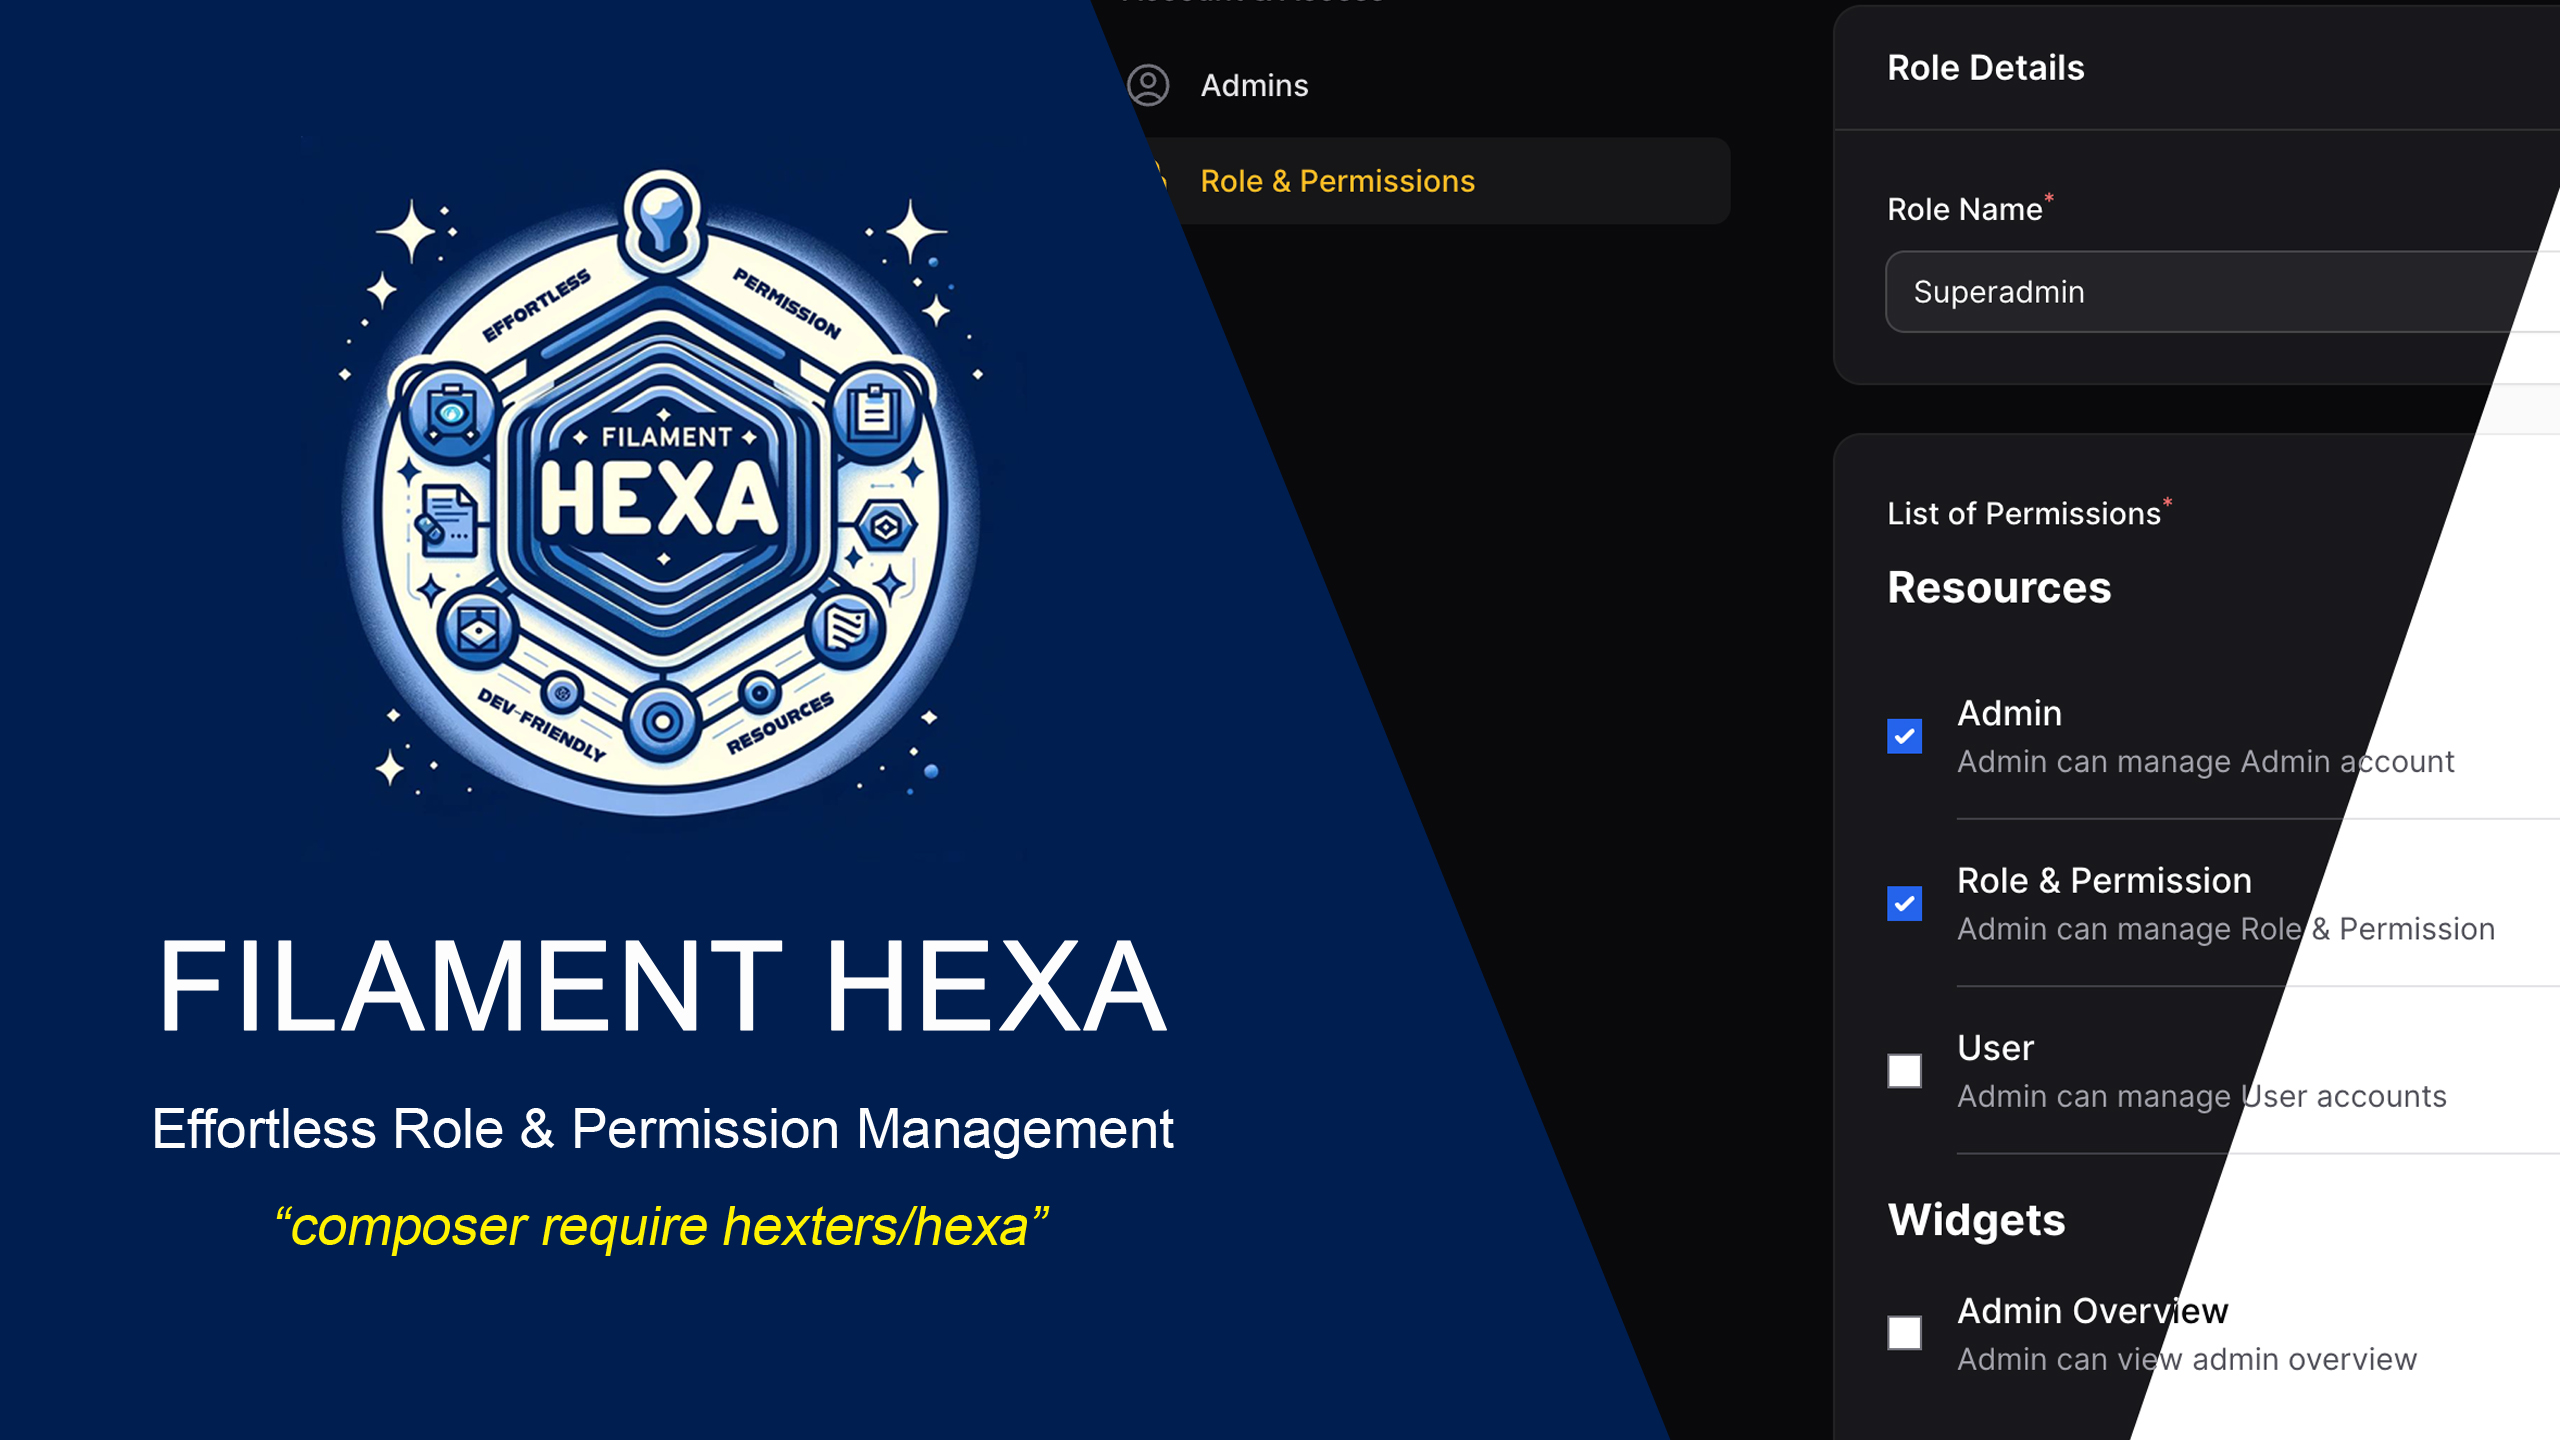 EFFORTLESS
PERMISSION
FILAMENT
HEXA
DEV-FRIENDLY
RESOURCES
FILAMENT HEXA
Effortless Role & Permission Management
“composer require hexters/hexa”
Admins
Role & Permissions
Role Details
Role Name*
Superadmin
List of Permissions*
Resources
Admin
Admin can manage Admin account
Role & Permission
Admin can manage Role & Permission
User
Admin can manage User accounts
Widgets
Admin Overview
Admin can view admin overview